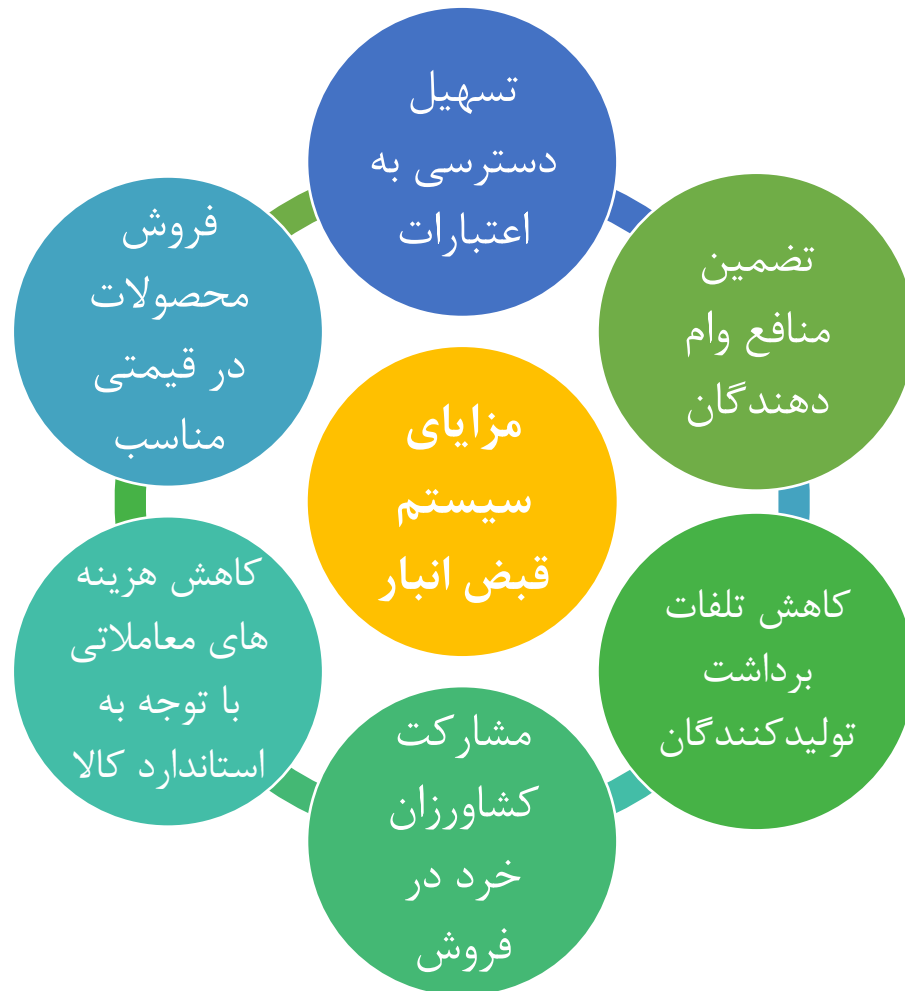 تسهیل
دسترسی به
اعتبارات
تضمین
منافع وام
دهندگان
کاهش تلفات
برداشت
تولیدکنندگان
مشارکت
کشاورزان
خرد در
فروش
کاهش هزینه
های معاملاتی
با توجه به
استاندارد کالا
فروش
محصولات
در قیمتی
مناسب
مزایای
سیستم
قبض انبار